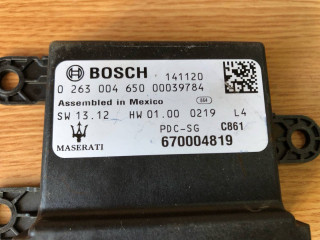 BOSCH 141120
0 263 004 650 00039784
Assembled in Mexico
SW 13.12 HW 01.00 0219 L4
PDC-SG C861
MASERATI 670004819